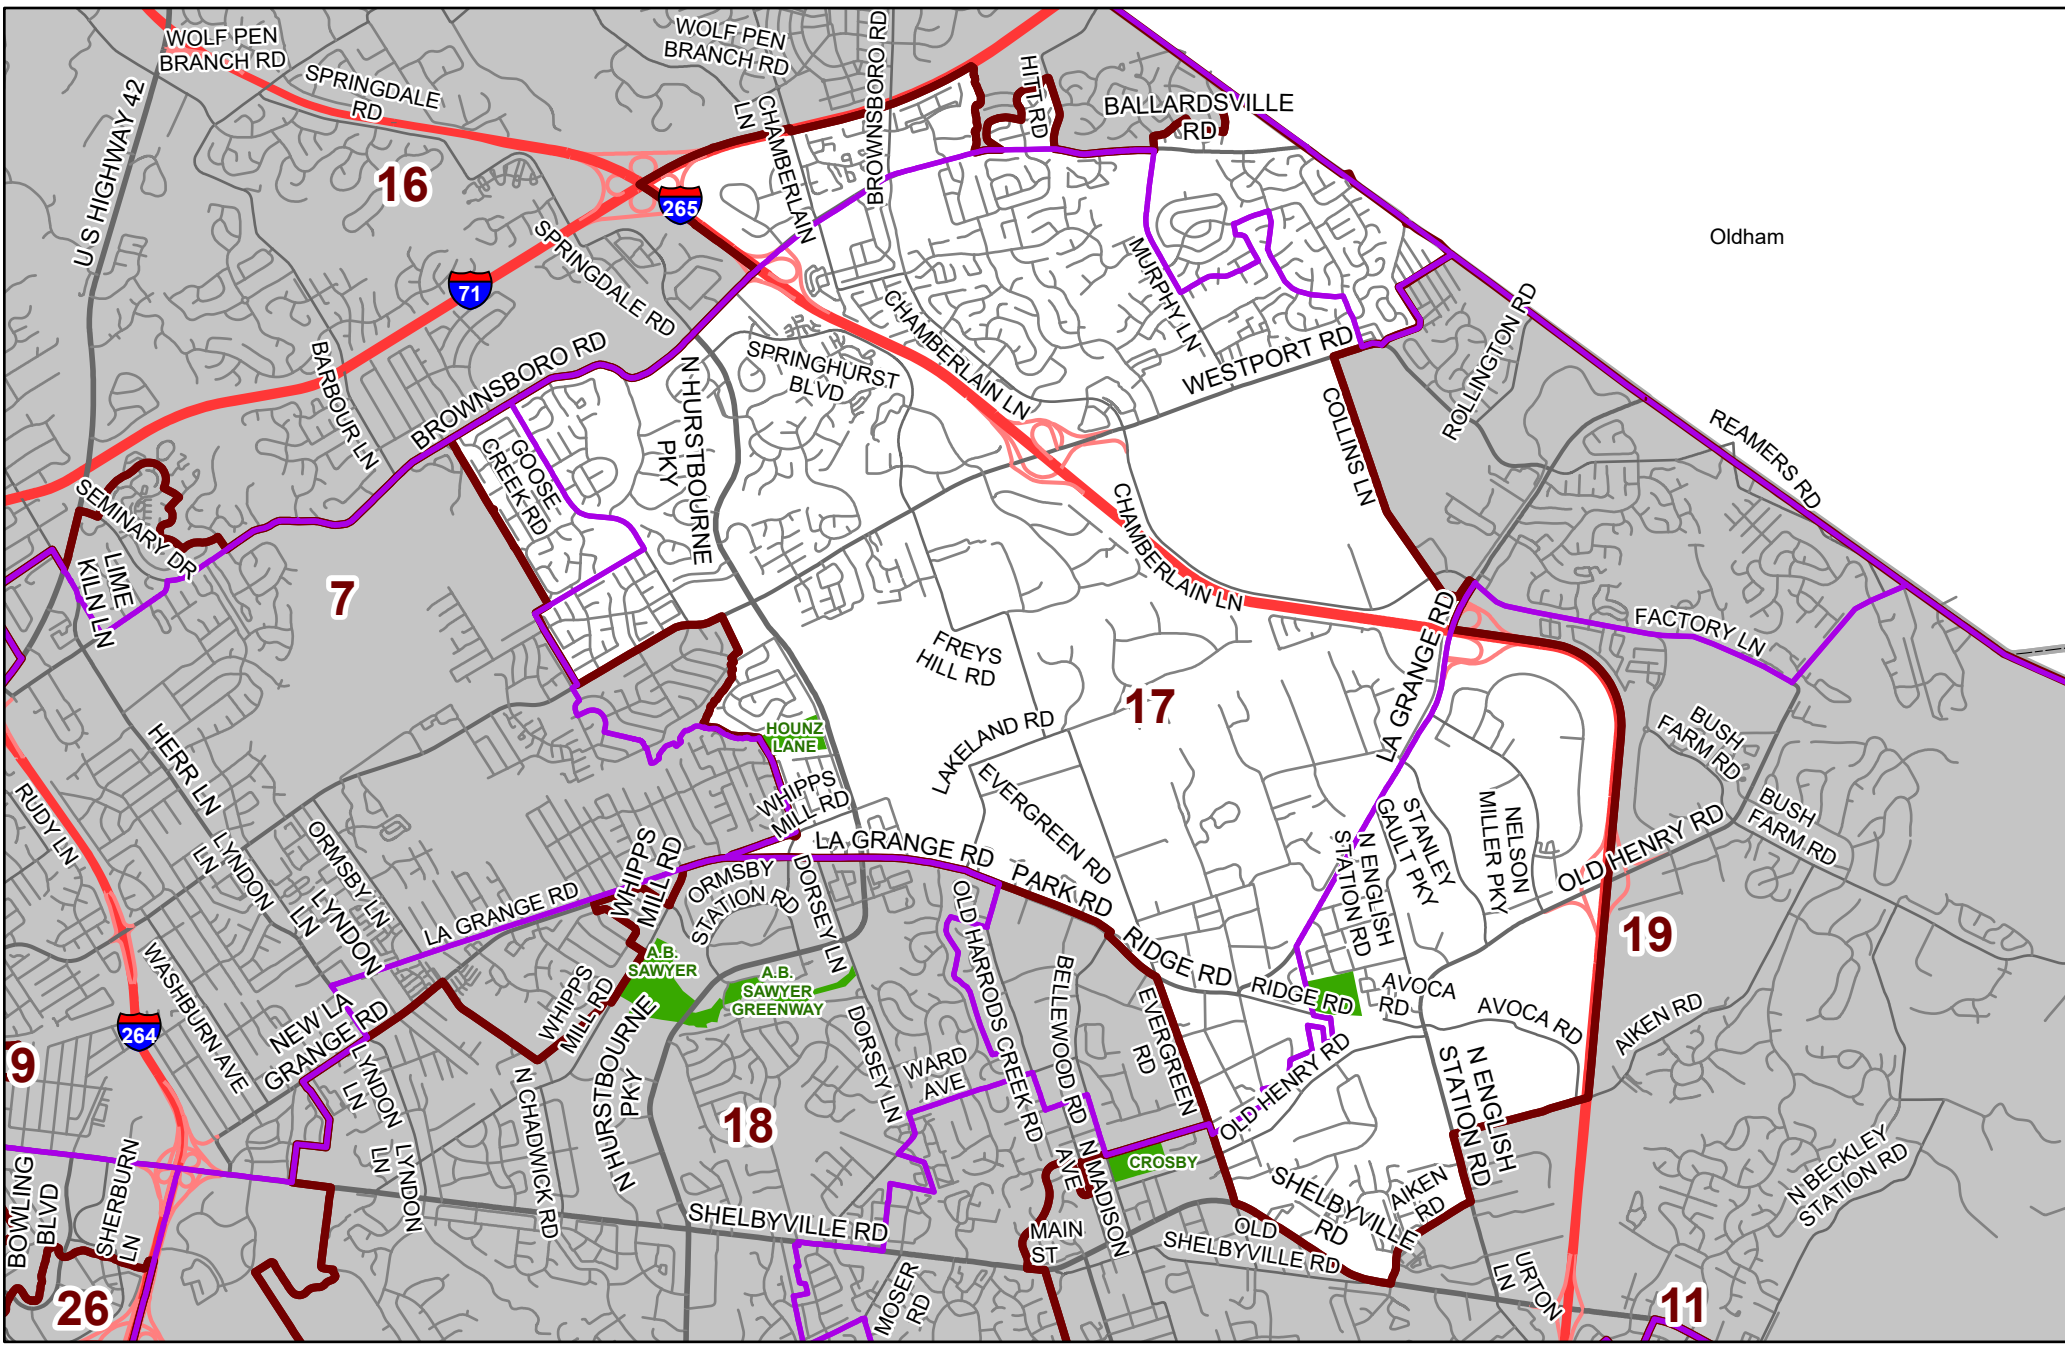 WOLF PEN
BRANCH RD
WOLF PEN
BRANCH RD
SPRINGDALE
RD
U S HIGHWAY 42
CHAMBERLAIN
LN
BROWNSBORO RD
HITT RD
BALLARDSVILLE
RD
16
265
71
Oldham
SPRINGDALE RD
BARBOUR LN
BROWNSBORO RD
N HURSTBOURNE
PKY
SPRINGHURST
BLVD
CHAMBERLAIN LN
MURPHY LN
WESTPORT RD
COLLINS LN
ROLLINGTON RD
REAMERS RD
GOOSE
CREEK RD
SEMINARY DR
LIME
KILN LN
7
CHAMBERLAIN LN
FREYS
HILL RD
17
LA GRANGE RD
FACTORY LN
BUSH
FARM RD
BUSH
FARM RD
HOUNZ
LANE
LAKELAND RD
EVERGREEN RD
WHIPPS
MILL RD
HERR LN
RUDY LN
LYNDON
LN
ORMSBY LN
LYNDON
LN
LA GRANGE RD
WHIPPS
MILL RD
LA GRANGE RD
ORMSBY
STATION RD
DORSEY LN
OLD HARRODS CREEK RD
PARK RD
RIDGE RD
RIDGE RD
N ENGLISH
STATION RD
STANLEY
GAULT PKY
NELSON
MILLER PKY
OLD HENRY RD
19
AVOCA
RD
AVOCA RD
AIKEN RD
A.B.
SAWYER
A.B.
SAWYER
GREENWAY
WHIPPS
MILL RD
WASHBURN AVE
NEW LA
GRANGE RD
264
9
LYNDON
LN
LYNDON
LN
N CHADWICK RD
N HURSTBOURNE
PKY
18
DORSEY LN
WARD
AVE
BELLEWOOD RD
EVERGREEN
RD
OLD HENRY RD
N ENGLISH
STATION RD
N MADISON
AVE
CROSBY
SHELBYVILLE
RD
AIKEN
RD
OLD
SHELBYVILLE RD
MAIN
ST
SHELBYVILLE RD
MOSER
RD
BOWLING
BLVD
SHERBURN
LN
26
N BECKLEY
STATION RD
URTON
LN
11